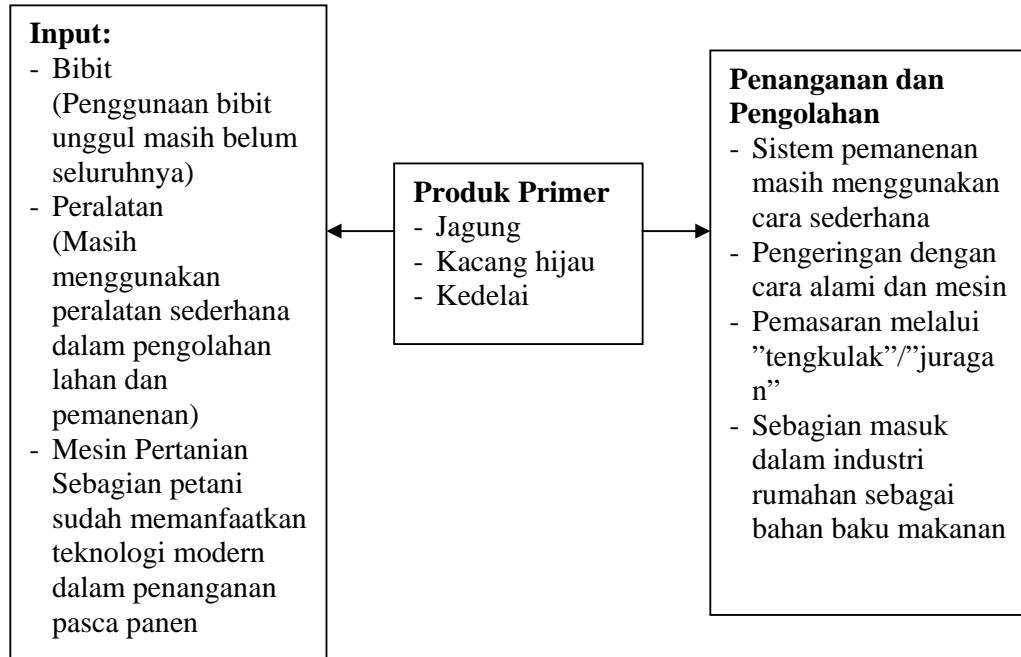 Input:
- Bibit
(Penggunaan bibit
unggul masih belum
seluruhnya)
- Peralatan
(Masih
menggunakan
peralatan sederhana
dalam pengolahan
lahan dan
pemanenan)
- Mesin Pertanian
Sebagian petani
sudah memanfaatkan
teknologi modern
dalam penanganan
pasca panen
Produk Primer
- Jagung
- Kacang hijau
- Kedelai
Penanganan dan
Pengolahan
- Sistem pemanenan
masih menggunakan
cara sederhana
- Pengeringan dengan
cara alami dan mesin
- Pemasaran melalui
”tengkulak”/”juraga
n”
- Sebagian masuk
dalam industri
rumahan sebagai
bahan baku makanan